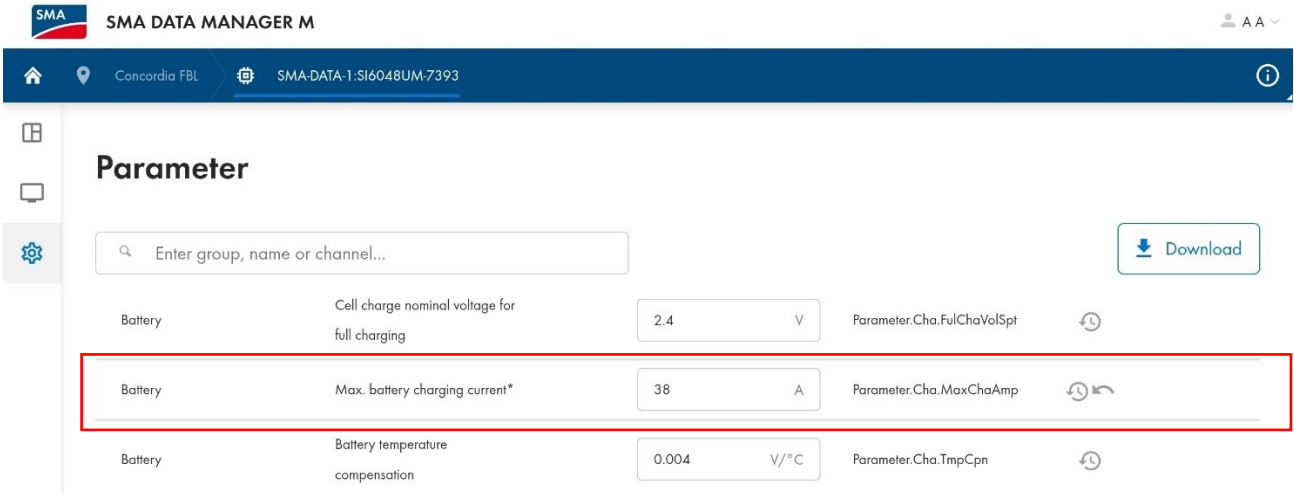 SMA
SMA DATA MANAGER M
A A
Concordia FBL
SMA-DATA-1:SI6048UM-7393
Parameter
Enter group, name or channel...
Download
Battery
Cell charge nominal voltage for
full charging
2.4 V
Parameter.Cha.FulChaVolSpt
Battery
Max. battery charging current*
38 A
Parameter.Cha.MaxChaAmp
Battery
Battery temperature
compensation
0.004 V/°C
Parameter.Cha.TmpCpn